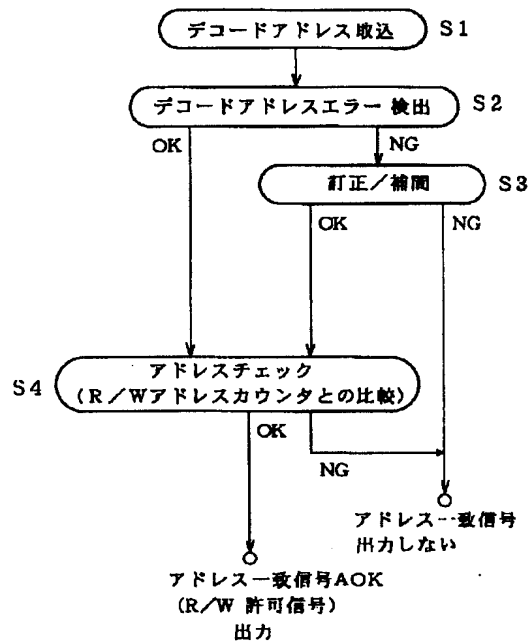 デコードアドレス取込 S1
デコードアドレスエラー検出 S2
OK NG
訂正／補間 S3
OK NG
S4 アドレスチェック
(R／Wアドレスカウンタとの比較)
OK
NG
アドレス一致信号
出力しない
アドレス一致信号AOK
(R／W 許可信号)
出力